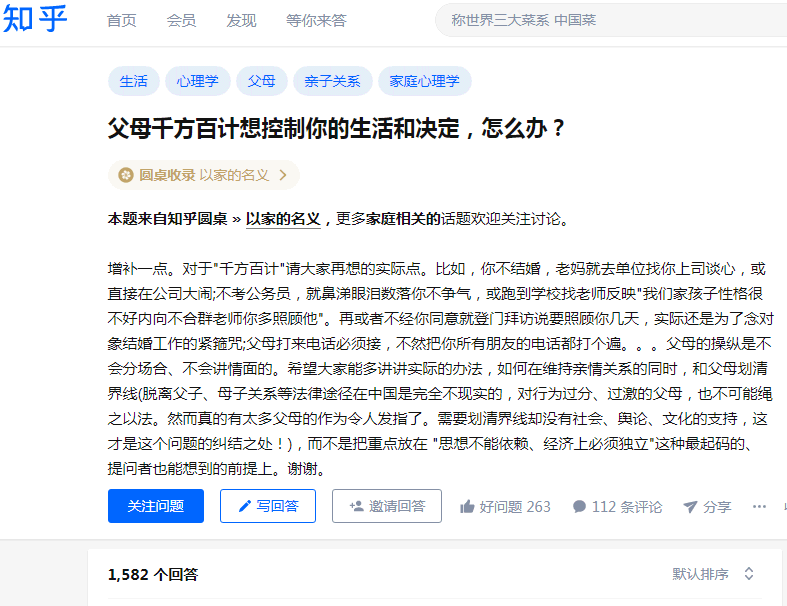 知乎 首页 会员 发现 等你来答 称世界三大菜系 中国菜
生活 心理学 父母 亲子关系 家庭心理学
父母千方百计想控制你的生活和决定，怎么办？
圆桌收录 以家的名义
本题来自知乎圆桌 » 以家的名义，更多家庭相关的话题欢迎关注讨论。
增补一点。对于"千方百计"请大家再想的实际点。比如，你不结婚，老妈就去单位找你上司谈心，或
直接在公司大闹;不考公务员，就鼻涕眼泪数落你不争气，或跑到学校找老师反映"我们家孩子性格很
不好内向不合群老师你多照顾他"。再或者不经你同意就登门拜访说要照顾你几天，实际还是为了念对
象结婚工作的紧箍咒;父母打来电话必须接，不然把你所有朋友的电话都打个遍。。。父母的操纵是不
会分场合、不会讲情面的。希望大家能多讲讲实际的办法，如何在维持亲情关系的同时，和父母划清
界线(脱离父子、母子关系等法律途径在中国是完全不现实的，对行为过分、过激的父母，也不可能绳
之以法。然而真的有太多父母的作为令人发指了。需要划清界线却没有社会、舆论、文化的支持，这
才是这个问题的纠结之处！)，而不是把重点放在 "思想不能依赖、经济上必须独立"这种最起码的、
提问者也能想到的前提上。谢谢。
关注问题 写回答 邀请回答 好问题 263 112 条评论 分享 ···
1,582 个回答 默认排序